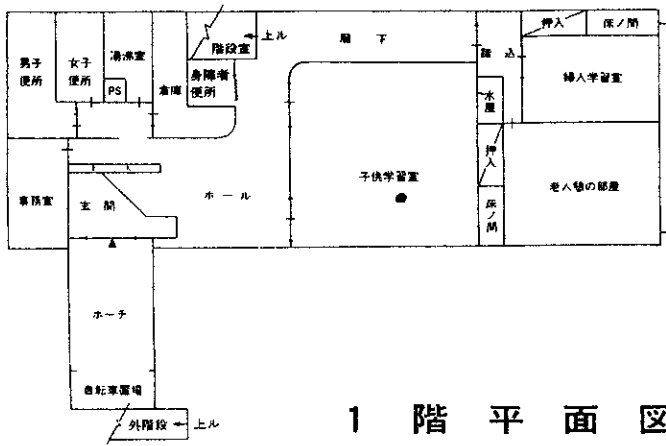 男子
便所
女子
便所
湯沸室
PS
倉庫
階段室
上ル
身障者
便所
廊下
踏込
押入
床ノ間
婦人学習室
水屋
押入
床ノ間
子供学習室
老人憩の部屋
事務室
玄関
ホール
ポーチ
自転車置場
外階段
上ル
1階平面図